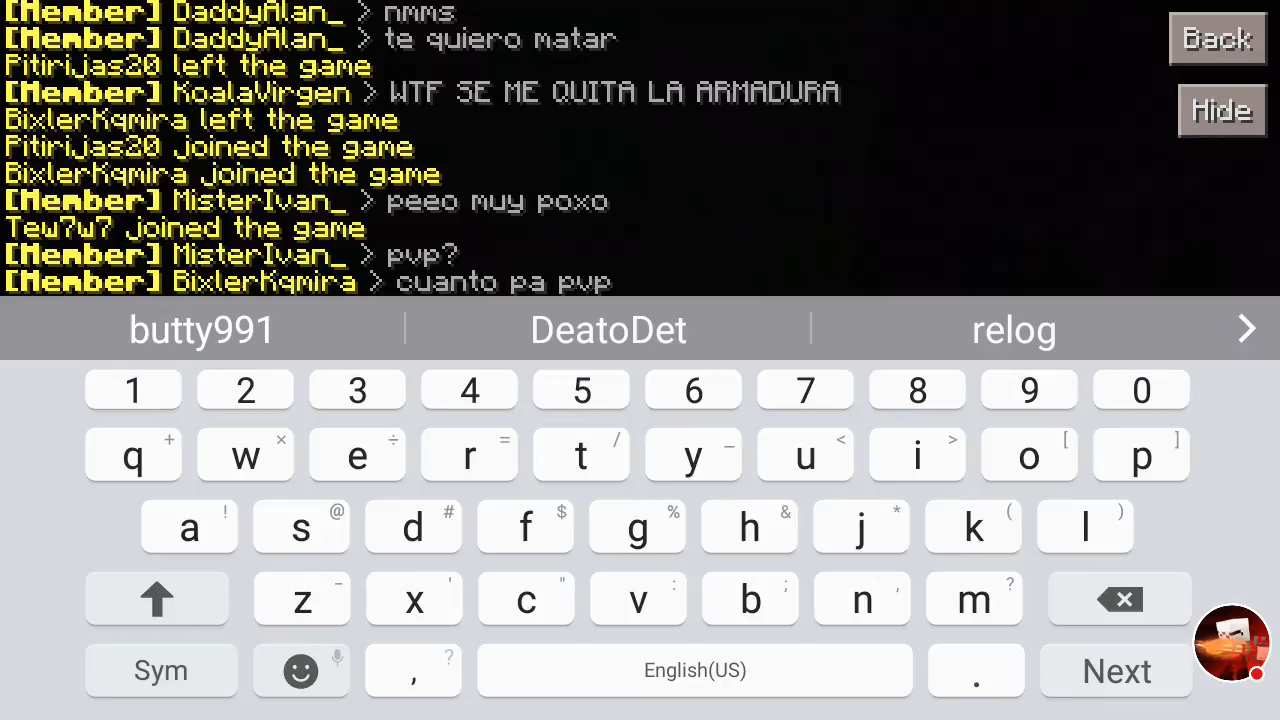 [Member] DaddyAlan_ > nmms
[Member] DaddyAlan_ > te quiero matar
Pitirijas20 left the game
[Member] KoalaVirgen > WTF SE ME QUITA LA ARMADURA
BixlerKqmira left the game
Pitirijas20 joined the game
BixlerKqmira joined the game
[Member] MisterIvan_ > peeo muy poxo
Tew7w7 joined the game
[Member] MisterIvan_ > pvp?
[Member] BixlerKqmira > cuanto pa pvp
Back
Hide
butty991 DeatoDet relog
1 2 3 4 5 6 7 8 9 0
q + w × e ÷ r = t / y _ u < i > o [ p ]
a ! s @ d # f $ g % h & j * k ( l )
z - x ' c " v : b ; n , m ?
Sym , ? English(US) . Next